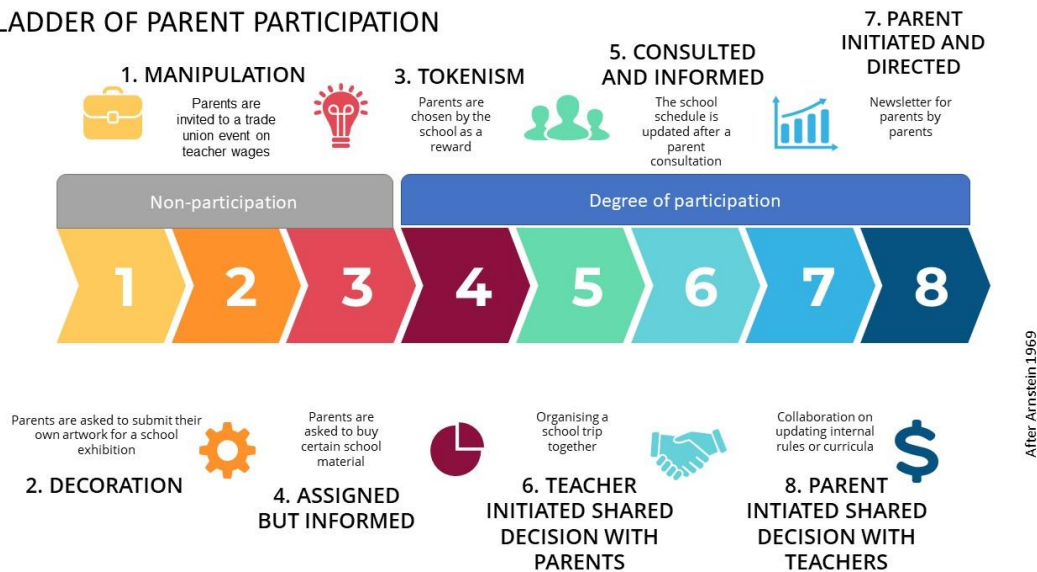 LADDER OF PARENT PARTICIPATION
1. MANIPULATION
Parents are
invited to a trade
union event on
teacher wages
3. TOKENISM
Parents are
chosen by the
school as a
reward
5. CONSULTED
AND INFORMED
The school
schedule is
updated after a
parent
consultation
7. PARENT
INITIATED AND
DIRECTED
Newsletter for
parents by
parents
Non-participation
Degree of participation
1
2
3
4
5
6
7
8
Parents are asked to submit their
own artwork for a school
exhibition
2. DECORATION
Parents are
asked to buy
certain school
material
4. ASSIGNED
BUT INFORMED
Organising a
school trip
together
6. TEACHER
INITIATED SHARED
DECISION WITH
PARENTS
Collaboration on
updating internal
rules or curricula
$
8. PARENT
INTIATED SHARED
DECISION WITH
TEACHERS
After Arnstein 1969